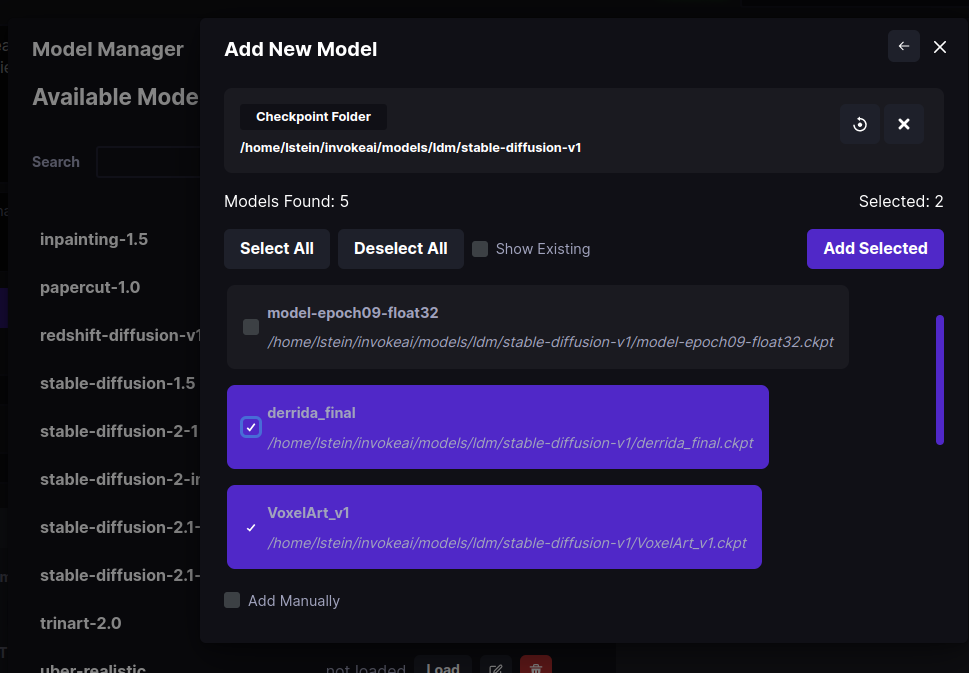 Model Manager
Available Mode
Search
inpainting-1.5
papercut-1.0
redshift-diffusion-v1
stable-diffusion-1.5
stable-diffusion-2-1
stable-diffusion-2-i
stable-diffusion-2.1-
stable-diffusion-2.1-
trinart-2.0
uber-realistic
not loaded
Load
Add New Model
Checkpoint Folder
/home/lstein/invokeai/models/ldm/stable-diffusion-v1
Models Found: 5
Selected: 2
Select All
Deselect All
Show Existing
Add Selected
model-epoch09-float32
/home/lstein/invokeai/models/ldm/stable-diffusion-v1/model-epoch09-float32.ckpt
derrida_final
/home/lstein/invokeai/models/ldm/stable-diffusion-v1/derrida_final.ckpt
VoxelArt_v1
/home/lstein/invokeai/models/ldm/stable-diffusion-v1/VoxelArt_v1.ckpt
Add Manually